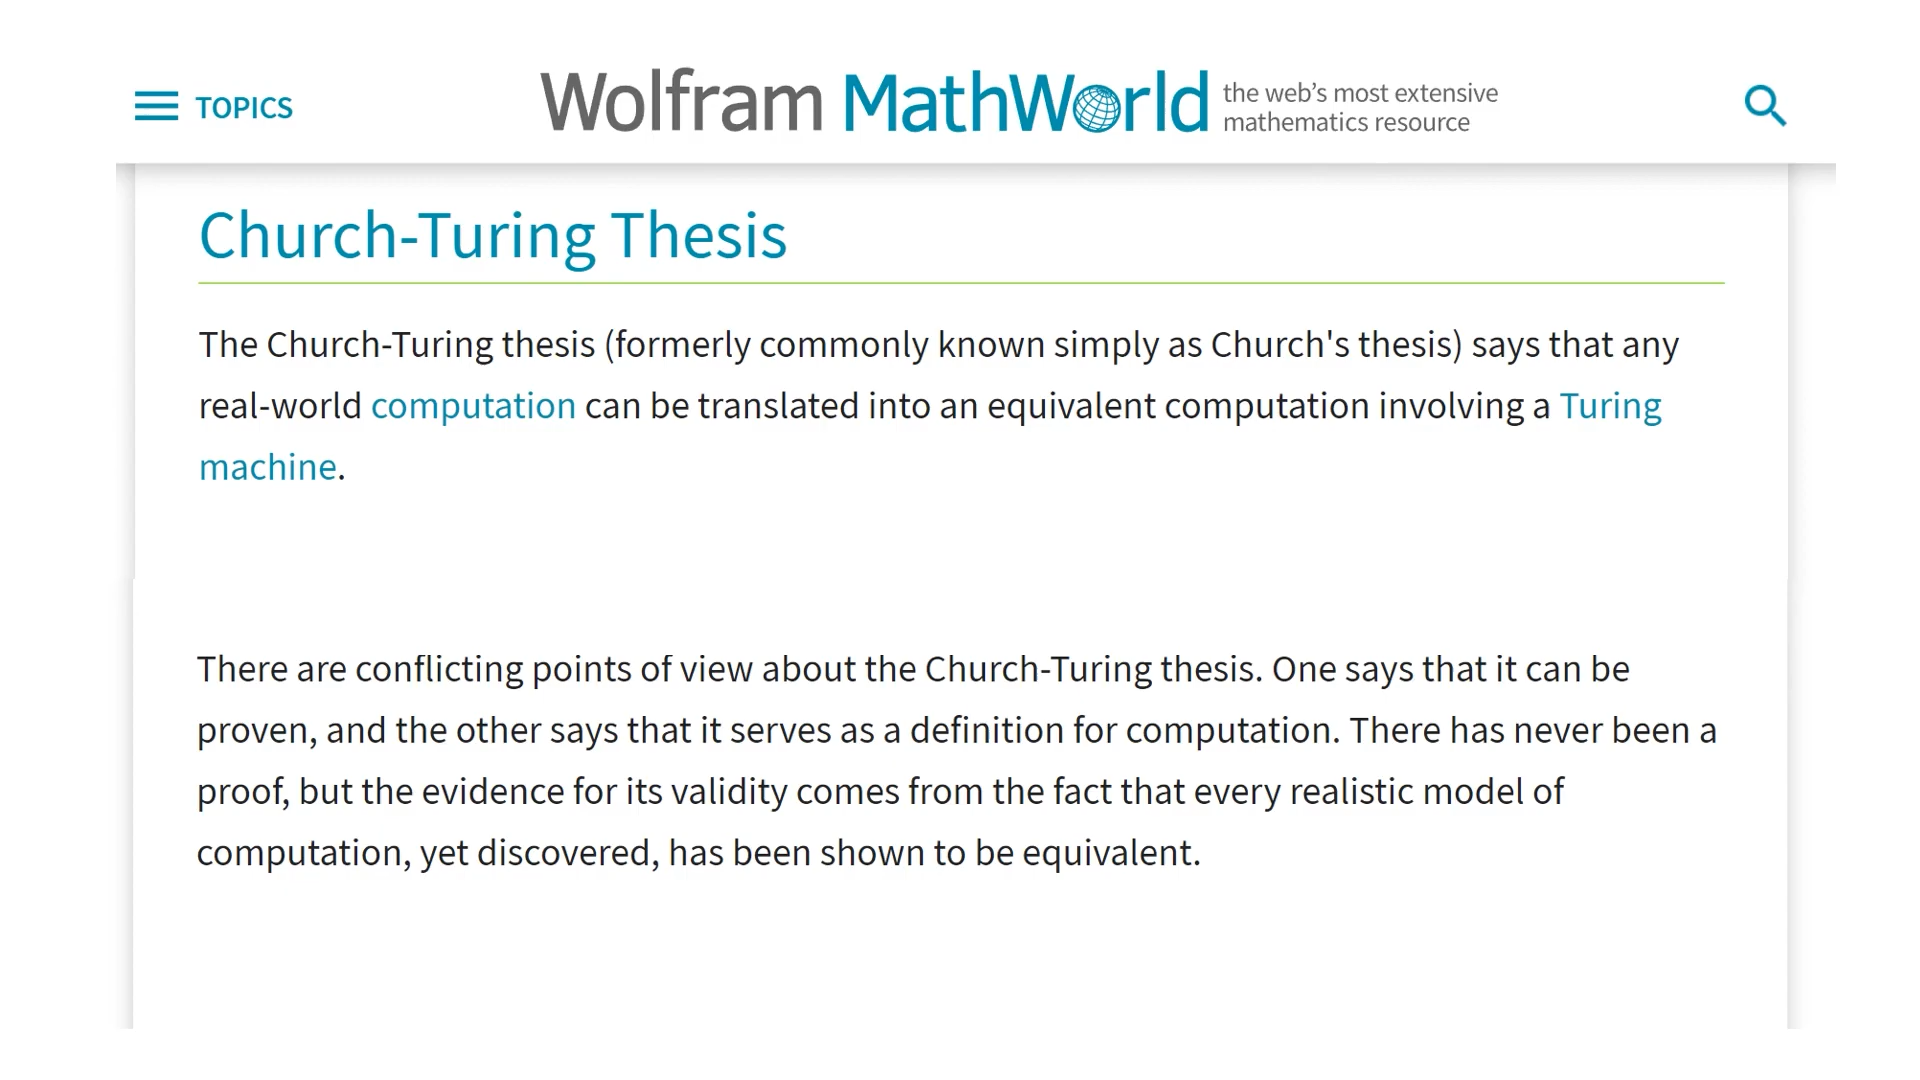 TOPICS
Wolfram MathWorld
the web's most extensive
mathematics resource
Church-Turing Thesis
The Church-Turing thesis (formerly commonly known simply as Church's thesis) says that any
real-world computation can be translated into an equivalent computation involving a Turing
machine.
There are conflicting points of view about the Church-Turing thesis. One says that it can be
proven, and the other says that it serves as a definition for computation. There has never been a
proof, but the evidence for its validity comes from the fact that every realistic model of
computation, yet discovered, has been shown to be equivalent.